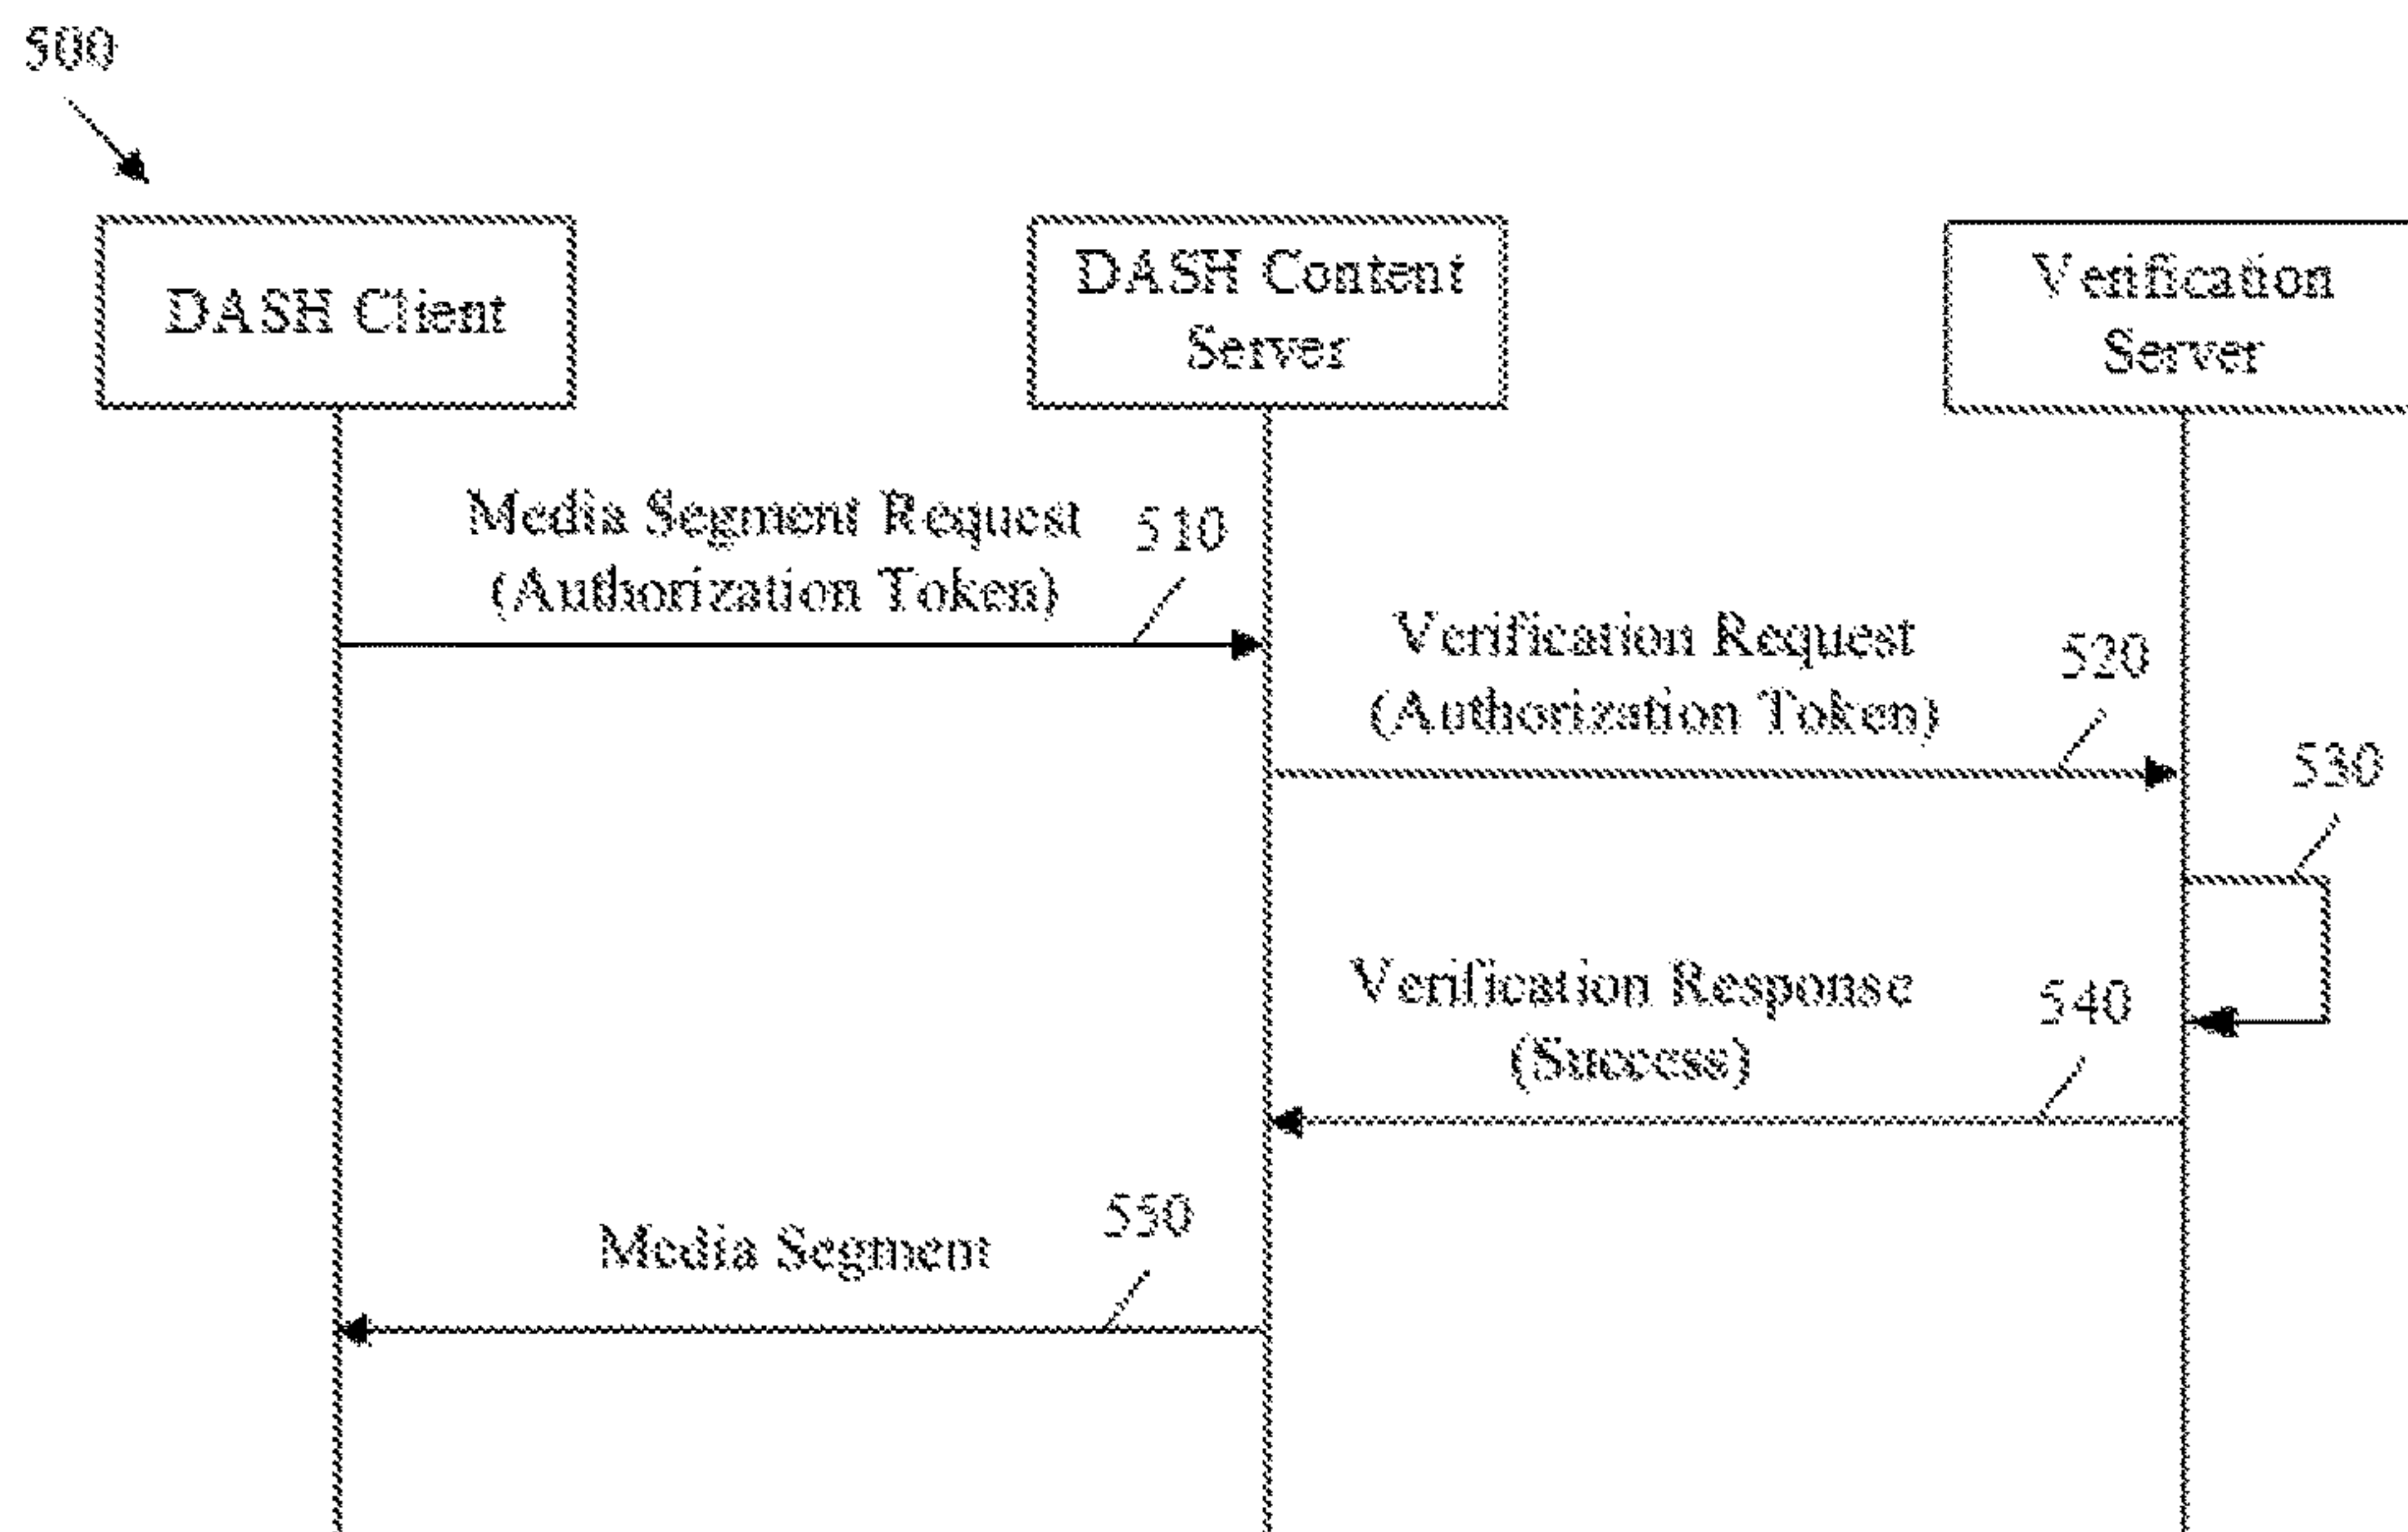 500
DASH Client
DASH Content
Server
Verification
Server
Media Segment Request
(Authorization Token)
510
Verification Request
(Authorization Token)
520
530
Verification Response
(Success)
540
Media Segment
550